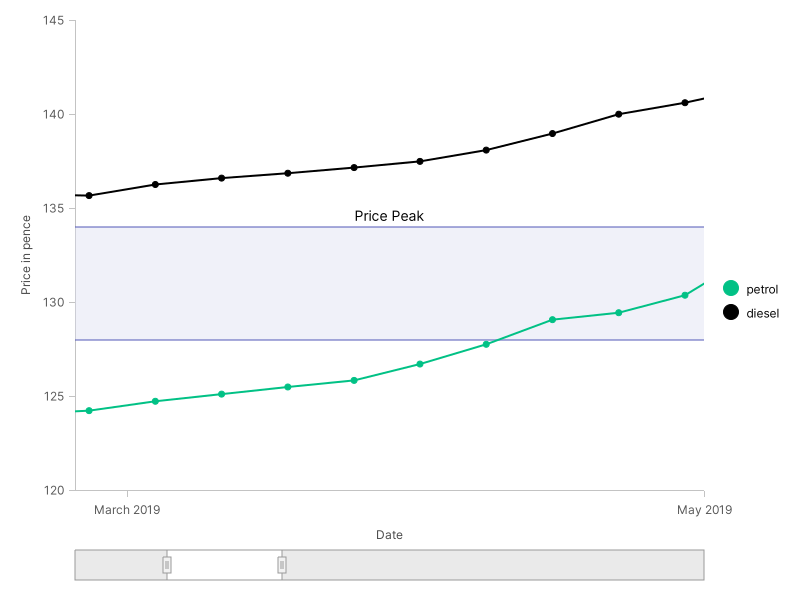 145
140
135
130
125
120
Price in pence
Price Peak
petrol
diesel
March 2019
May 2019
Date